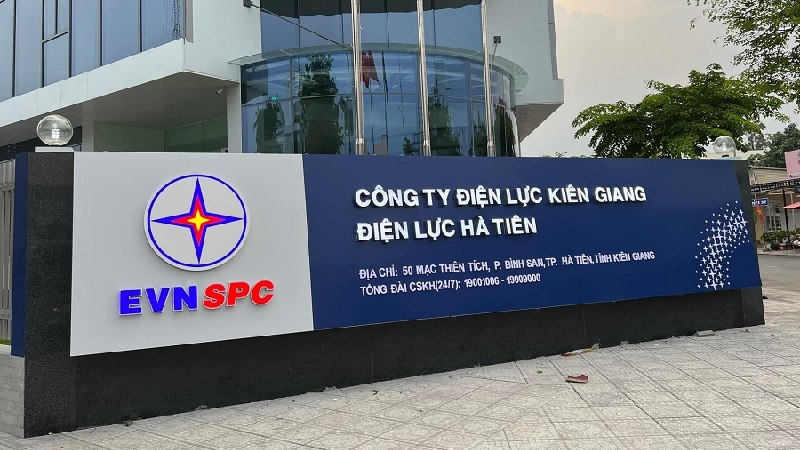 EVN SPC
CÔNG TY ĐIỆN LỰC KIÊN GIANG
ĐIỆN LỰC HÀ TIÊN
ĐỊA CHỈ: 50 MẠC THIÊN TÍCH, P. BÌNH SAN, TP. HÀ TIÊN, TỈNH KIÊN GIANG
TỔNG ĐÀI CSKH(24/7): 19001006 - 19009000